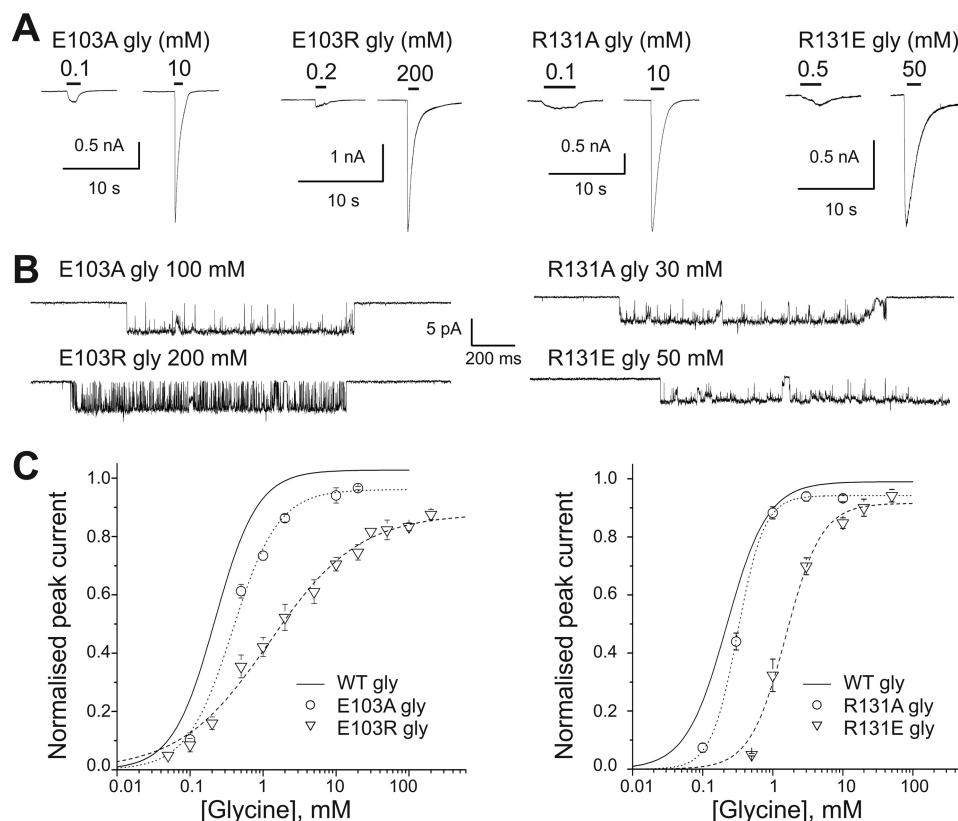 A
E103A gly (mM)
0.1 10
0.5 nA
10 s
E103R gly (mM)
0.2 200
1 nA
10 s
R131A gly (mM)
0.1 10
0.5 nA
10 s
R131E gly (mM)
0.5 50
0.5 nA
10 s
B
E103A gly 100 mM
R131A gly 30 mM
5 pA
200 ms
E103R gly 200 mM
R131E gly 50 mM
C
Normalised peak current
1.0
0.8
0.6
0.4
0.2
0.0
WT gly
E103A gly
E103R gly
0.01 0.1 1 10 100
[Glycine], mM
Normalised peak current
1.0
0.8
0.6
0.4
0.2
0.0
WT gly
R131A gly
R131E gly
0.01 0.1 1 10 100
[Glycine], mM